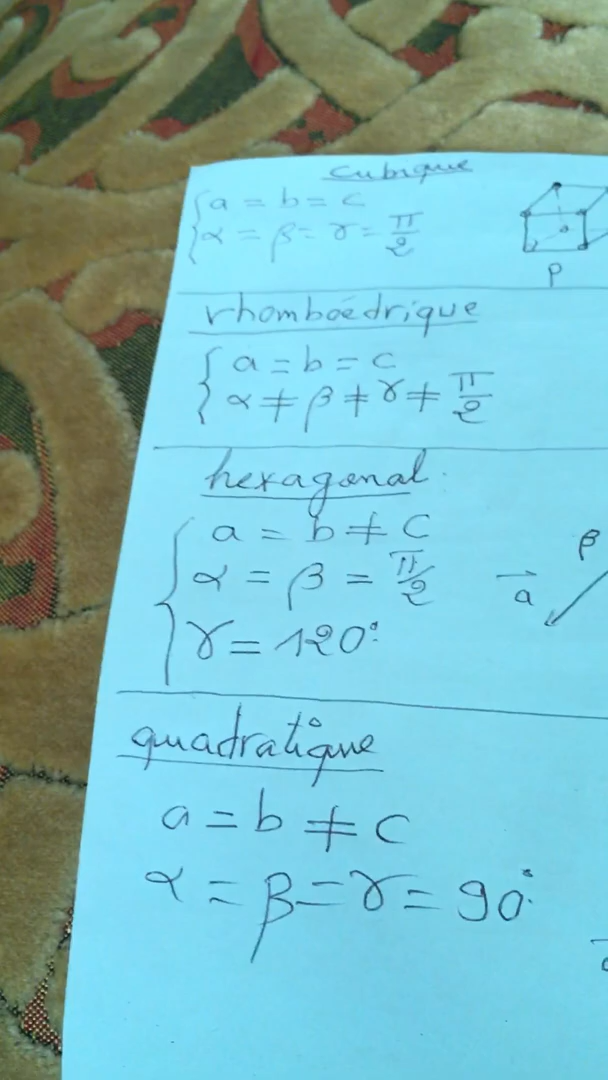 cubique
a = b = c
α = β = γ = π/2
P
rhomboédrique
a = b = c
α ≠ β ≠ γ ≠ π/2
hexagonal.
a = b ≠ c
α = β = π/2
γ = 120°
β
a
quadratique
a = b ≠ c
α = β = γ = 90°